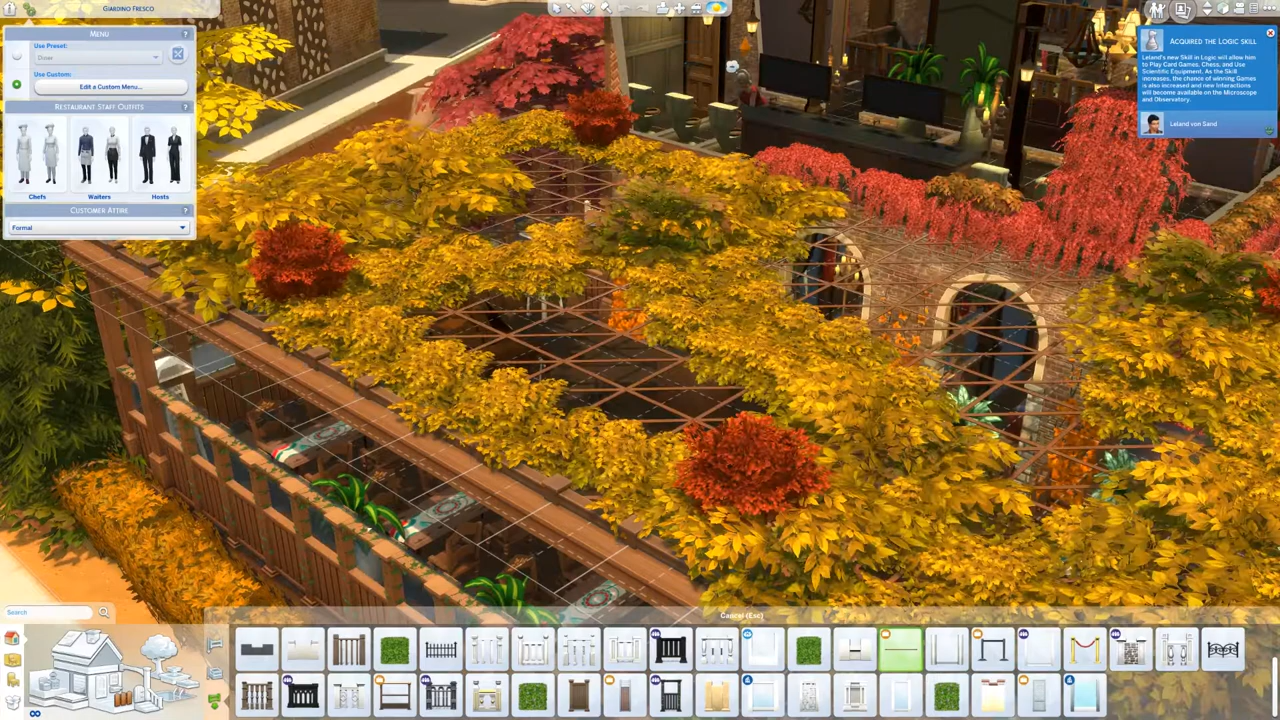 GIARDINO FRESCO
MENU
?
Use Preset:
Diner
Use Custom:
Edit a Custom Menu...
RESTAURANT STAFF OUTFITS
?
Chefs
Waiters
Hosts
CUSTOMER ATTIRE
?
Formal
ACQUIRED THE LOGIC SKILL
Leland's new Skill in Logic will allow him
to Play Card Games, Chess, and Use
Scientific Equipment. As the Skill
increases, the chance of winning Games
is also increased and new Interactions
will become available on the Microscope
and Observatory.
Leland von Sand
Cancel (Esc)
Search